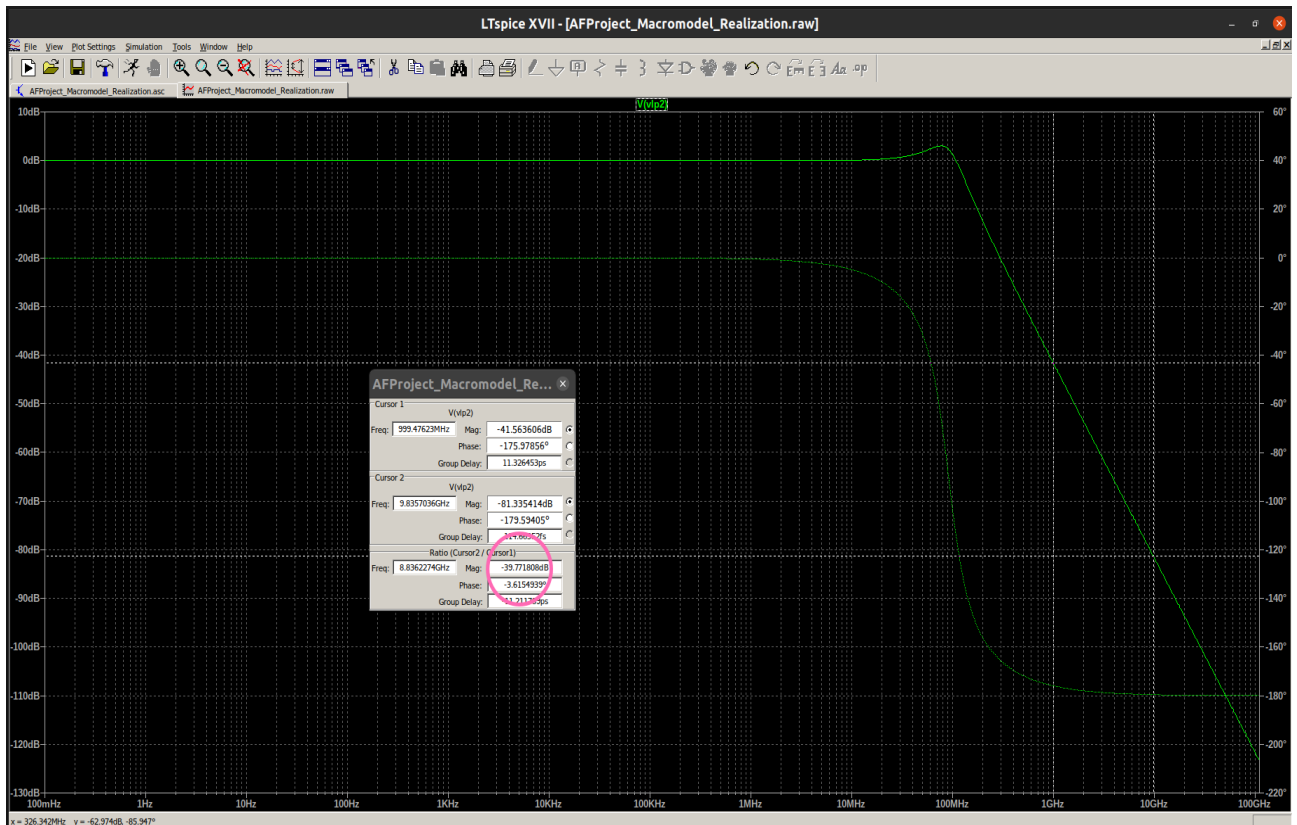 LTspice XVII - [AFProject_Macromodel_Realization.raw]
File View Plot Settings Simulation Tools Window Help
AFProject_Macromodel_Realization.asc AFProject_Macromodel_Realization.raw
V(vlp2)
10dB 60°
0dB 40°
-10dB 20°
-20dB 0°
-30dB -20°
-40dB -40°
AFProject_Macromodel_Re...
Cursor 1
V(vlp2)
Freq: 999.47623MHz Mag: -41.563606dB
Phase: -175.97856°
Group Delay: 11.326453ps
Cursor 2
V(vlp2)
Freq: 9.8357036GHz Mag: -81.335414dB
Phase: -179.59405°
Group Delay:
Ratio (Cursor2 / Cursor1)
Freq: 8.8362274GHz Mag: -39.771808dB
Phase: -3.6154939°
Group Delay:
-50dB -60°
-60dB -80°
-70dB -100°
-80dB -120°
-90dB -140°
-100dB -160°
-110dB -180°
-120dB -200°
-130dB -220°
100mHz 1Hz 10Hz 100Hz 1KHz 10KHz 100KHz 1MHz 10MHz 100MHz 1GHz 10GHz 100GHz
x = 326.342MHz y = -62.974dB, -85.947°